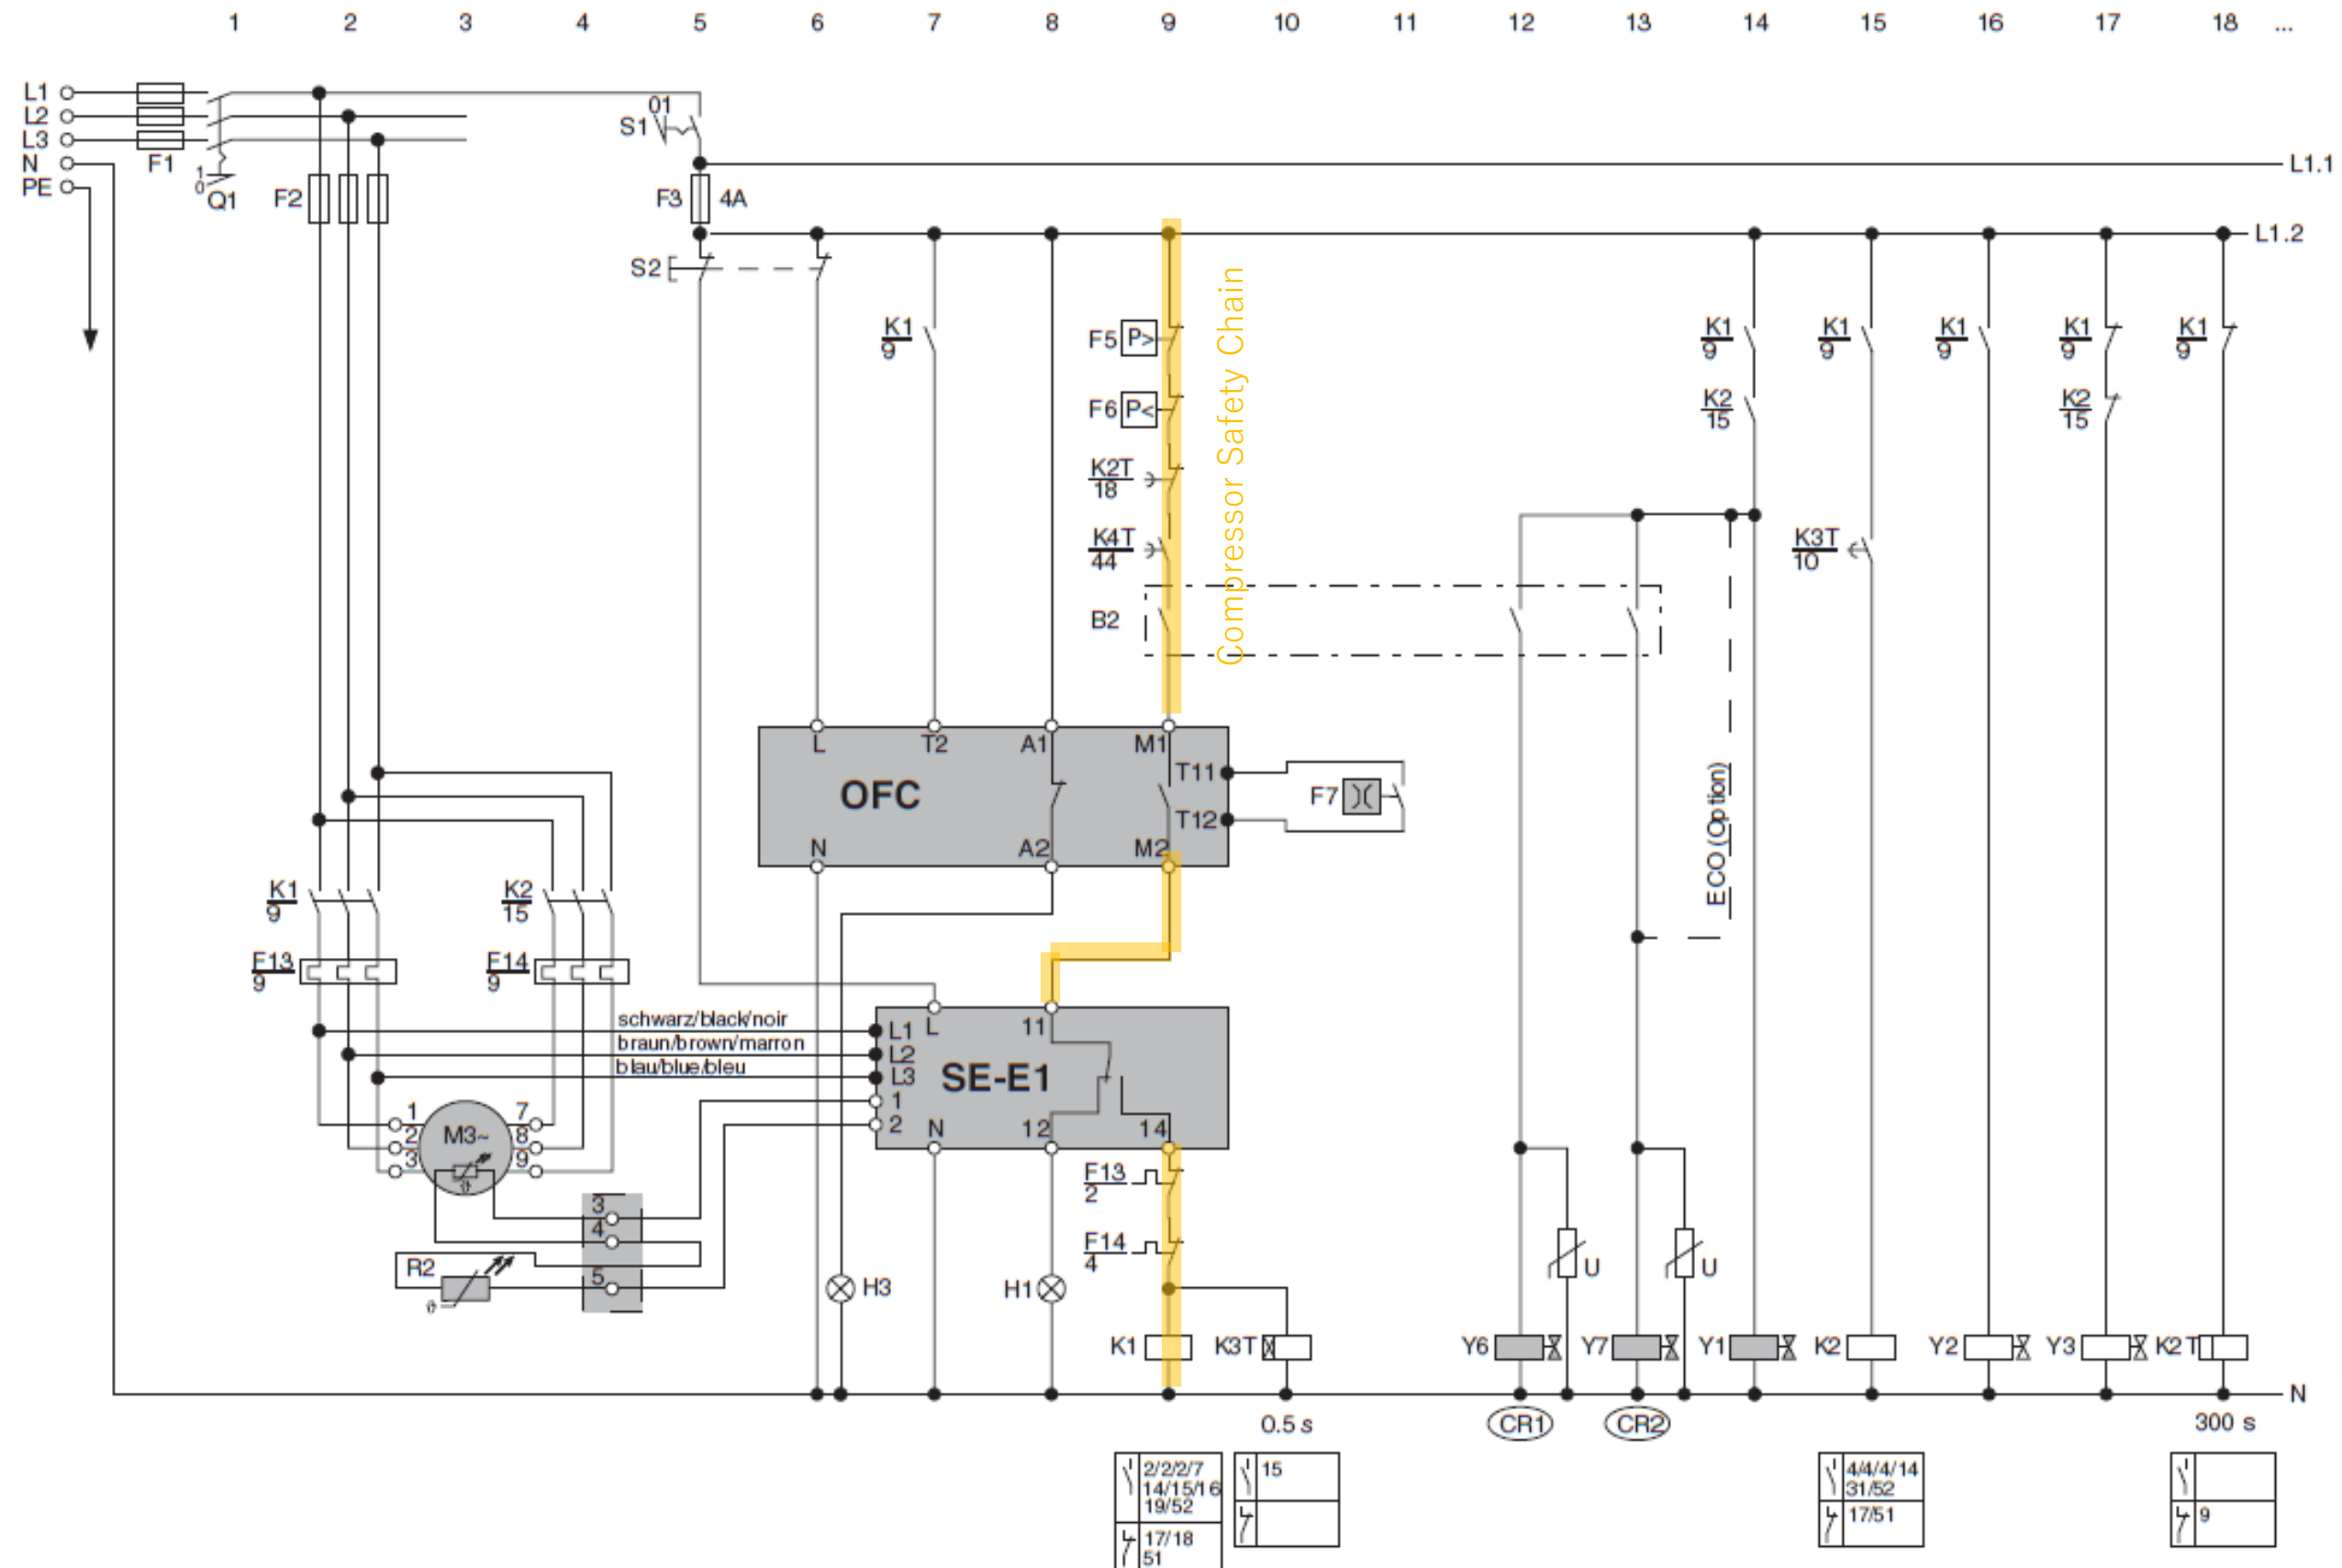 1 2 3 4 5 6 7 8 9 10 11 12 13 14 15 16 17 18 ...
L1
L2
L3
N
PE
F1
1
0
Q1
F2
01
S1
L1.1
F3 4A
L1.2
S2
K1
9
F5 P>
F6 P<
K2T
18
K4T
44
B2
Compressor Safety Chain
K1
9
K2
15
K1
9
K3T
10
K1
9
K1
9
K2
15
K1
9
L T2 A1 M1
T11
OFC
T12
N A2 M2
F7
ECO (Option)
K1
9
K2
15
F13
9
F14
9
schwarz/black/noir
braun/brown/marron
blau/blue/bleu
L1 L 11
L2
L3
SE-E1
1
2 N 12 14
1
2
3
M3~
7
8
9
ϑ
3
4
5
R2
ϑ
F13
2
F14
4
H3
H1
U
U
K1
K3T
Y6
Y7
Y1
K2
Y2
Y3
K2T
N
0.5 s
CR1
CR2
300 s
2/2/2/7
14/15/16
19/52
17/18
51
15
4/4/4/14
31/52
17/51
9